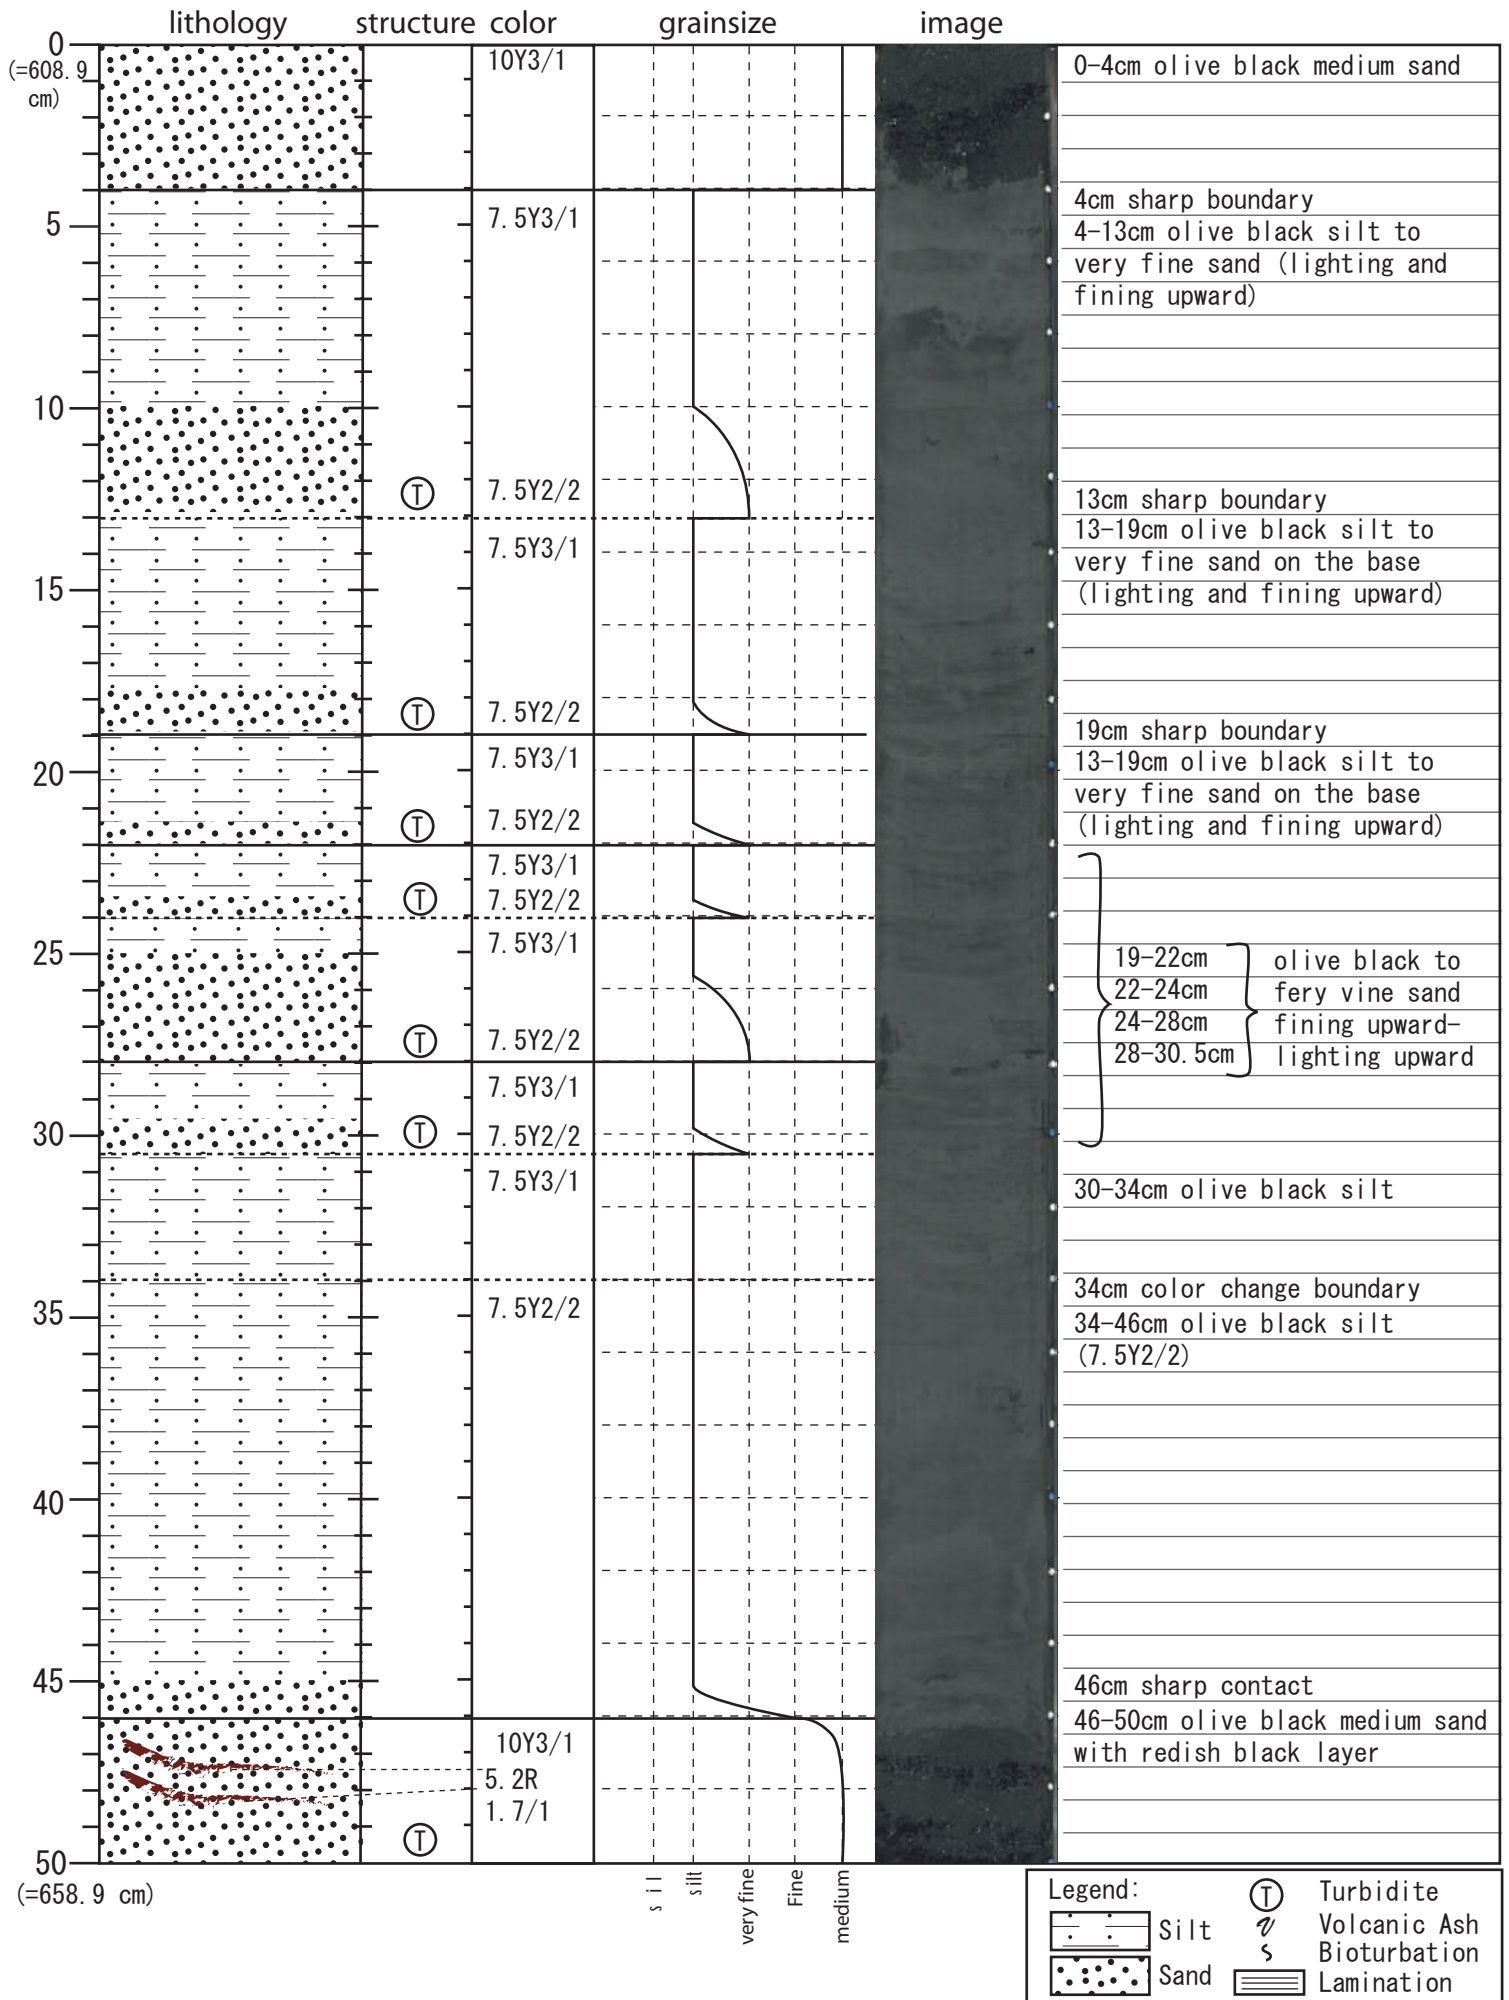 lithology structure color grainsize image
0
(=608.9
cm)
10Y3/1
0-4cm olive black medium sand
4cm sharp boundary
5
7.5Y3/1
4-13cm olive black silt to
very fine sand (lighting and
fining upward)
10
Ⓣ
7.5Y2/2
13cm sharp boundary
7.5Y3/1
13-19cm olive black silt to
very fine sand on the base
(lighting and fining upward)
15
Ⓣ
7.5Y2/2
19cm sharp boundary
7.5Y3/1
13-19cm olive black silt to
very fine sand on the base
(lighting and fining upward)
20
Ⓣ
7.5Y2/2
7.5Y3/1
Ⓣ
7.5Y2/2
7.5Y3/1
25
19-22cm
22-24cm
24-28cm
28-30.5cm
olive black to
fery vine sand
fining upward-
lighting upward
Ⓣ
7.5Y2/2
7.5Y3/1
30
Ⓣ
7.5Y2/2
7.5Y3/1
30-34cm olive black silt
34cm color change boundary
35
7.5Y2/2
34-46cm olive black silt
(7.5Y2/2)
40
45
46cm sharp contact
46-50cm olive black medium sand
with redish black layer
10Y3/1
5.2R
1.7/1
Ⓣ
50
(=658.9 cm)
sil
silt
very fine
Fine
medium
Legend:
Silt
Sand
Ⓣ Turbidite
Volcanic Ash
Bioturbation
Lamination